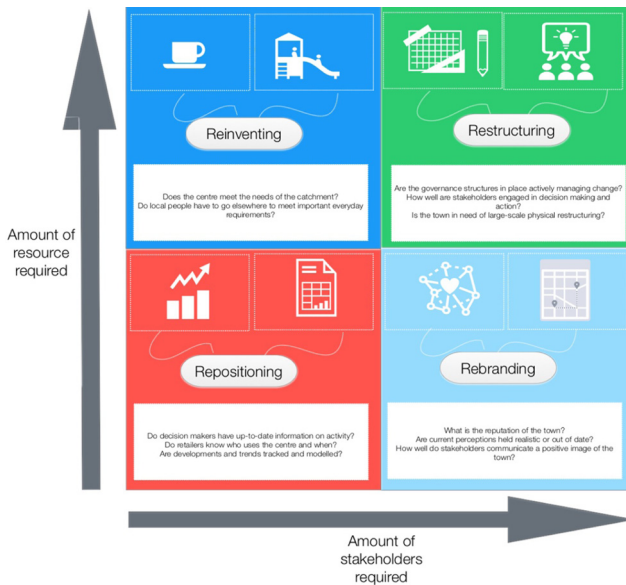 Reinventing
Does the centre meet the needs of the catchment?
Do local people have to go elsewhere to meet important everyday
requirements?
Restructuring
Are the governance structures in place actively managing change?
How well are stakeholders engaged in decision making and
action?
Is the town in need of large-scale physical restructuring?
Amount of
resource
required
Repositioning
Do decision makers have up-to-date information on activity?
Do retailers know who uses the centre and when?
Are developments and trends tracked and modelled?
Rebranding
What is the reputation of the town?
Are current perceptions held realistic or out of date?
How well do stakeholders communicate a positive image of the
town?
Amount of
stakeholders
required